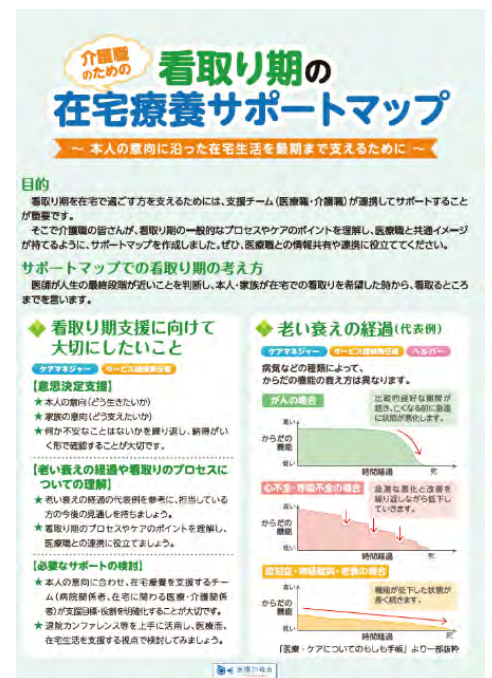 介護職
のための
看取り期の
在宅療養サポートマップ
～ 本人の意向に沿った在宅生活を最期まで支えるために ～
目的
看取り期を在宅で過ごす方を支えるためには、支援チーム（医療職・介護職）が連携してサポートすること
が重要です。
そこで介護職の皆さんが、看取り期の一般的なプロセスやケアのポイントを理解し、医療職と共通イメージ
が持てるように、サポートマップを作成しました。ぜひ、医療職との情報共有や連携に役立ててください。
サポートマップでの看取り期の考え方
医師が人生の最終段階が近いことを判断し、本人・家族が在宅での看取りを希望した時から、看取るところ
までを言います。
看取り期支援に向けて
大切にしたいこと
ケアマネジャー サービス提供責任者
【意思決定支援】
★本人の意向（どう生きたいか）
★家族の意向（どう支えたいか）
★何か不安なことはないかを繰り返し、納得がい
く形で確認することが大切です。
【老い衰えの経過や看取りのプロセスに
ついての理解】
★老い衰えの経過の代表例を参考に、担当している
方の今後の見通しを持ちましょう。
★看取り期のプロセスやケアのポイントを理解し、
医療職との連携に役立てましょう。
【必要なサポートの検討】
★本人の意向に合わせ、在宅療養を支援するチー
ム（病院関係者、在宅に関わる医療・介護関係
者）が支援目標・役割を明確化することが大切です。
★退院カンファレンス等を上手に活用し、医療面、
在宅生活を支援する視点で検討してみましょう。
老い衰えの経過（代表例）
ケアマネジャー サービス提供責任者 ヘルパー
病気などの種類によって、
からだの機能の衰え方は異なります。
がんの場合
比較的良好な期間が
続き、亡くなる前に急速
に状態が悪化します。
高い
からだの
機能
低い
時間経過
死
心不全・呼吸不全の場合
急激な悪化と改善を
繰り返しながら低下し
ていきます。
高い
からだの
機能
低い
時間経過
死
認知症・神経難病・老衰の場合
機能が低下した状態が
長く続きます。
高い
からだの
機能
低い
時間経過
死
「医療・ケアについてのもしも手帳」より一部抜粋